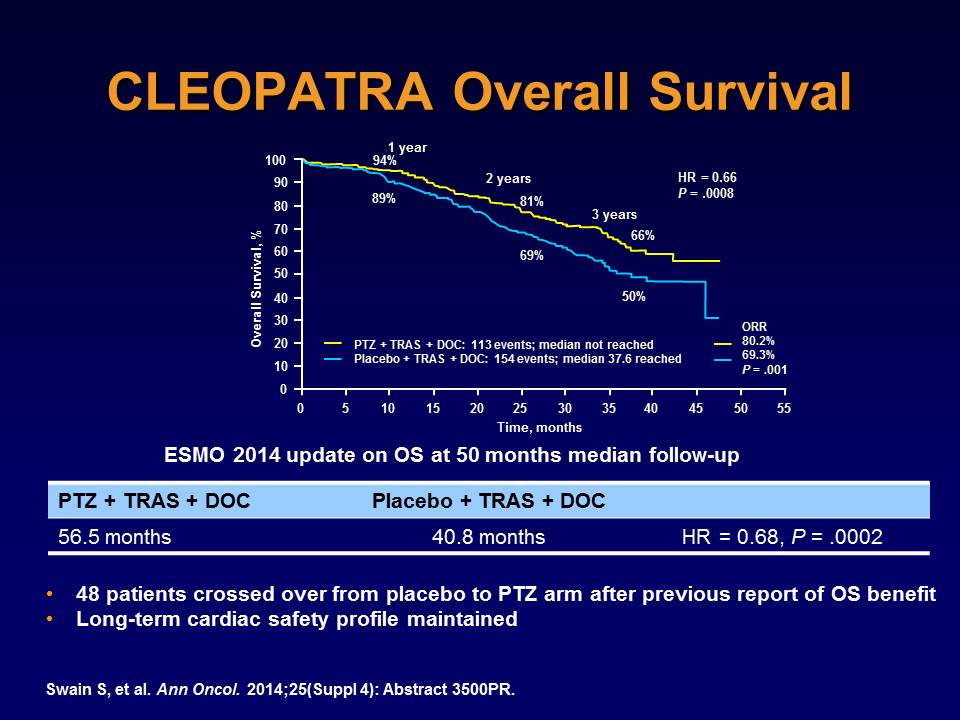 CLEOPATRA Overall Survival
1 year
94%
89%
2 years
81%
69%
3 years
66%
50%
HR = 0.66
P = .0008
Overall Survival, %
100
90
80
70
60
50
40
30
20
10
0
PTZ + TRAS + DOC: 113 events; median not reached
Placebo + TRAS + DOC: 154 events; median 37.6 reached
ORR
80.2%
69.3%
P = .001
0 5 10 15 20 25 30 35 40 45 50 55
Time, months
ESMO 2014 update on OS at 50 months median follow-up
PTZ + TRAS + DOC Placebo + TRAS + DOC
56.5 months 40.8 months HR = 0.68, P = .0002
• 48 patients crossed over from placebo to PTZ arm after previous report of OS benefit
• Long-term cardiac safety profile maintained
Swain S, et al. Ann Oncol. 2014;25(Suppl 4): Abstract 3500PR.